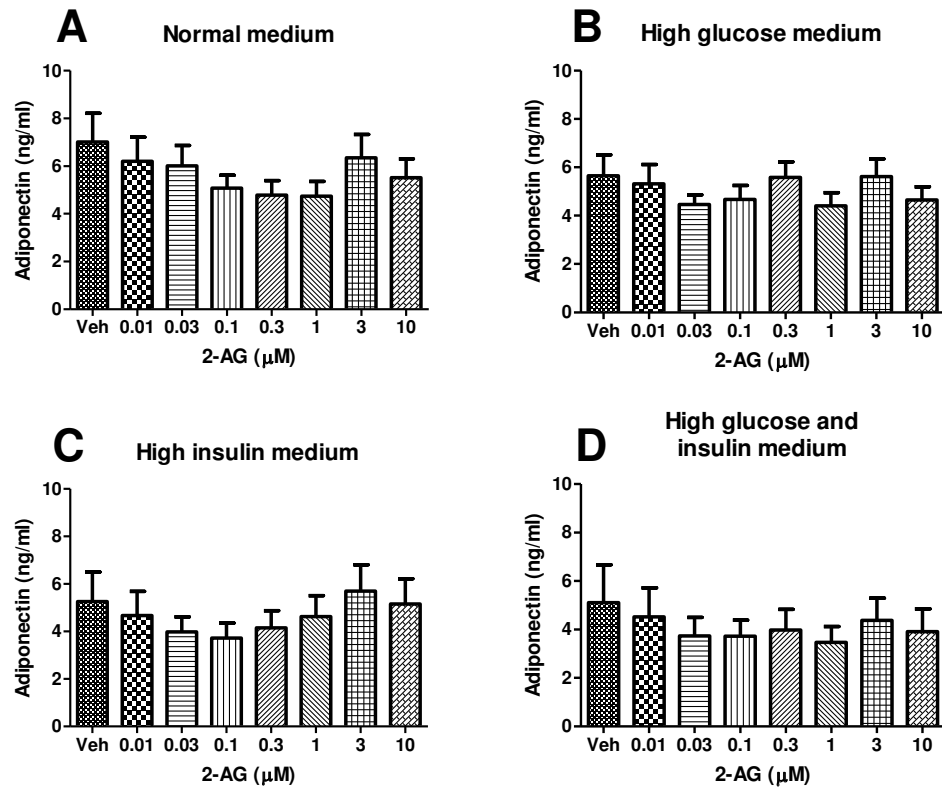 A
Normal medium
Adiponectin (ng/ml)
10
8
6
4
2
0
Veh 0.01 0.03 0.1 0.3 1 3 10
2-AG (µM)
B
High glucose medium
Adiponectin (ng/ml)
10
8
6
4
2
0
Veh 0.01 0.03 0.1 0.3 1 3 10
2-AG (µM)
C
High insulin medium
Adiponectin (ng/ml)
10
8
6
4
2
0
Veh 0.01 0.03 0.1 0.3 1 3 10
2-AG (µM)
D
High glucose and
insulin medium
Adiponectin (ng/ml)
10
8
6
4
2
0
Veh 0.01 0.03 0.1 0.3 1 3 10
2-AG (µM)